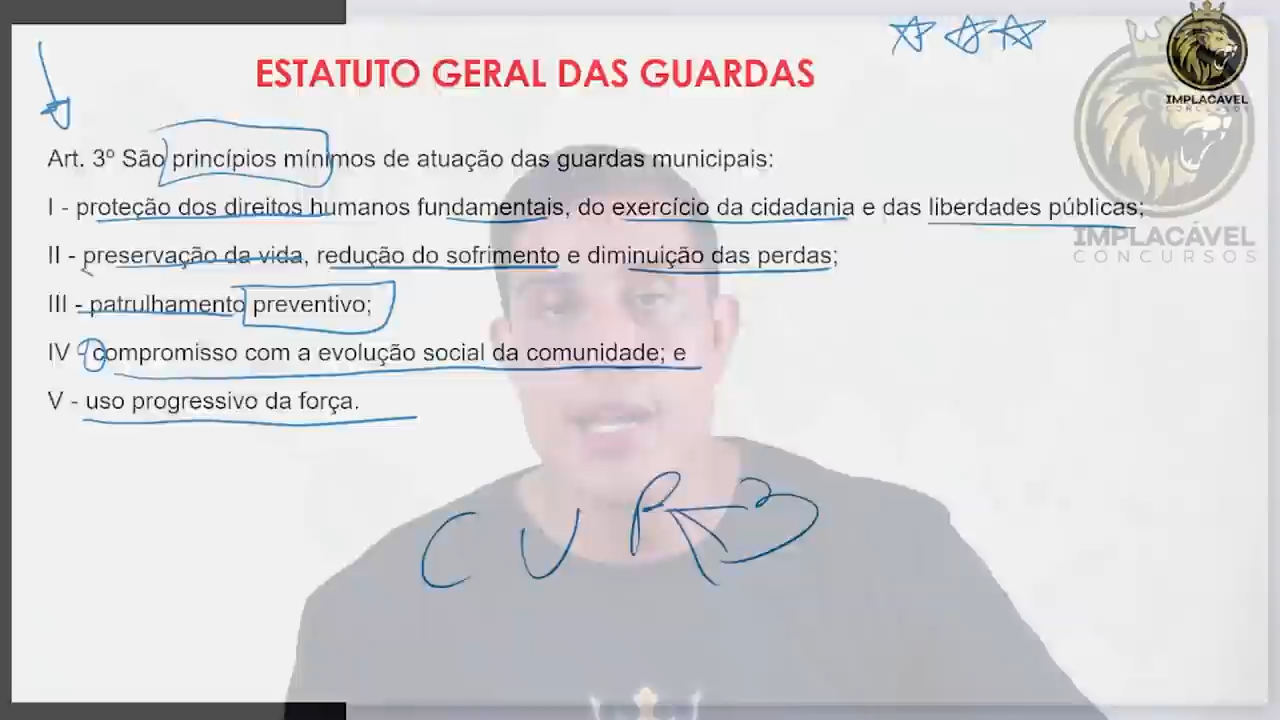 IMPLACÁVEL
CONCURSOS
ESTATUTO GERAL DAS GUARDAS
Art. 3º São princípios mínimos de atuação das guardas municipais:
I - proteção dos direitos humanos fundamentais, do exercício da cidadania e das liberdades públicas;
II - preservação da vida, redução do sofrimento e diminuição das perdas;
IMPLACÁVEL
CONCURSOS
III - patrulhamento preventivo;
IV - compromisso com a evolução social da comunidade; e
V - uso progressivo da força.
C U P 3